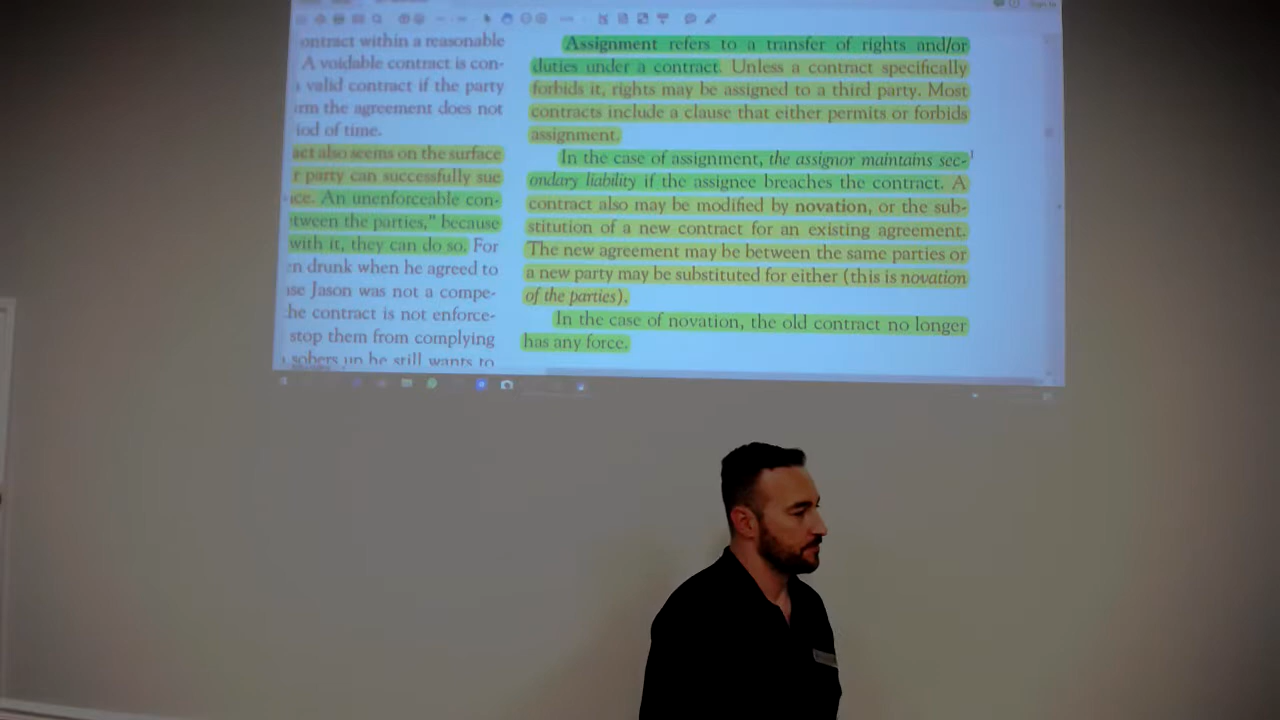 ontract within a reasonable
A voidable contract is con-
valid contract if the party
irm the agreement does not
iod of time.
act also seems on the surface
r party can successfully sue
ce. An unenforceable con-
tween the parties," because
with it, they can do so. For
en drunk when he agreed to
ase Jason was not a compe-
he contract is not enforce-
stop them from complying
sobers up he still wants to
Assignment refers to a transfer of rights and/or
duties under a contract. Unless a contract specifically
forbids it, rights may be assigned to a third party. Most
contracts include a clause that either permits or forbids
assignment.
In the case of assignment, the assignor maintains sec-
ondary liability if the assignee breaches the contract. A
contract also may be modified by novation, or the sub-
stitution of a new contract for an existing agreement.
The new agreement may be between the same parties or
a new party may be substituted for either (this is novation
of the parties).
In the case of novation, the old contract no longer
has any force.